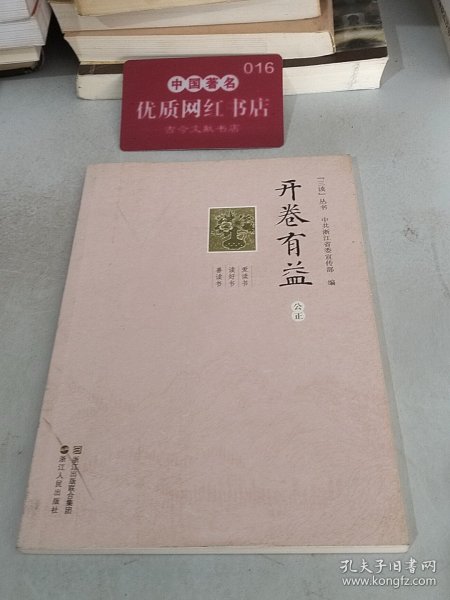 016
中国著名
优质网红书店
古今文献书店
「三读」丛书 中共浙江省委宣传部 编
开卷有益
公正
爱读书
读好书
善读书
浙江出版联合集团
浙江人民出版社
孔夫子旧书网
www.kongfz.com